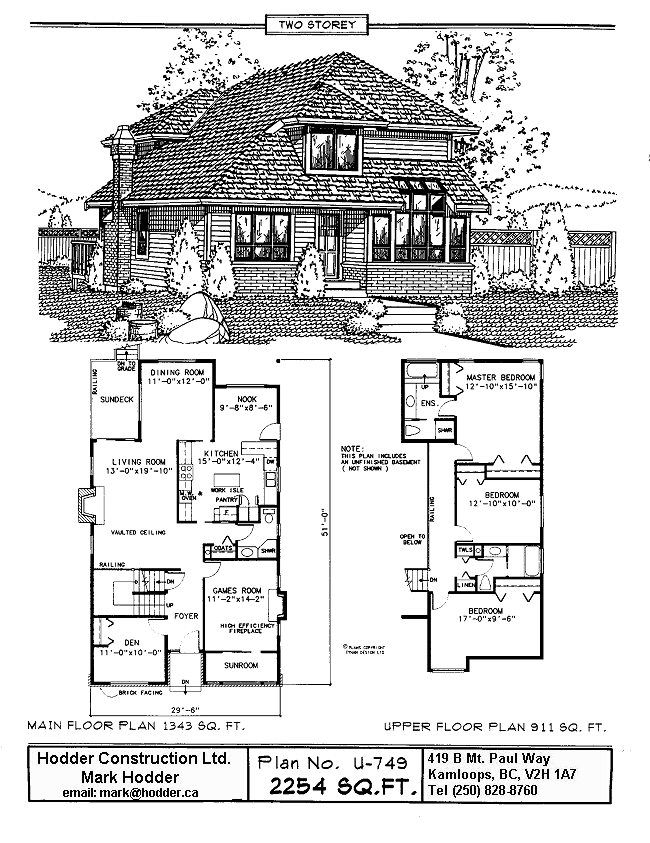 TWO STOREY
DN TO
GRADE
RAILING
SUNDECK
DINING ROOM
11'-0"x12'-0"
NOOK
9'-8"x8'-6"
LIVING ROOM
13'-0"x19'-10"
KITCHEN
15'-0"x12'-4"
DW
WORK ISLE
M.W. &
OVEN
PANTRY
F
VAULTED CEILING
COATS
SHWR
RAILING
DN
UP
GAMES ROOM
11'-2"x14'-2"
FOYER
HIGH EFFICIENCY
FIREPLACE
DEN
11'-0"x10'-0"
SUNROOM
DN
BRICK FACING
29'-6"
51'-0"
MAIN FLOOR PLAN 1343 SQ. FT.
NOTE:
THIS PLAN INCLUDES
AN UNFINISHED BASEMENT
( NOT SHOWN )
UP
ENS.
SHWR
MASTER BEDROOM
12'-10"x15'-10"
RAILING
BEDROOM
12'-10"x10'-0"
OPEN TO
BELOW
TWLS
LINEN
DN
BEDROOM
17'-0"x9'-6"
© PLANS COPYRIGHT
DESIGN LTD
UPPER FLOOR PLAN 911 SQ. FT.
Hodder Construction Ltd.
Mark Hodder
email: mark@hodder.ca
Plan No. U-749
2254 SQ.FT.
419 B Mt. Paul Way
Kamloops, BC, V2H 1A7
Tel (250) 828-8760